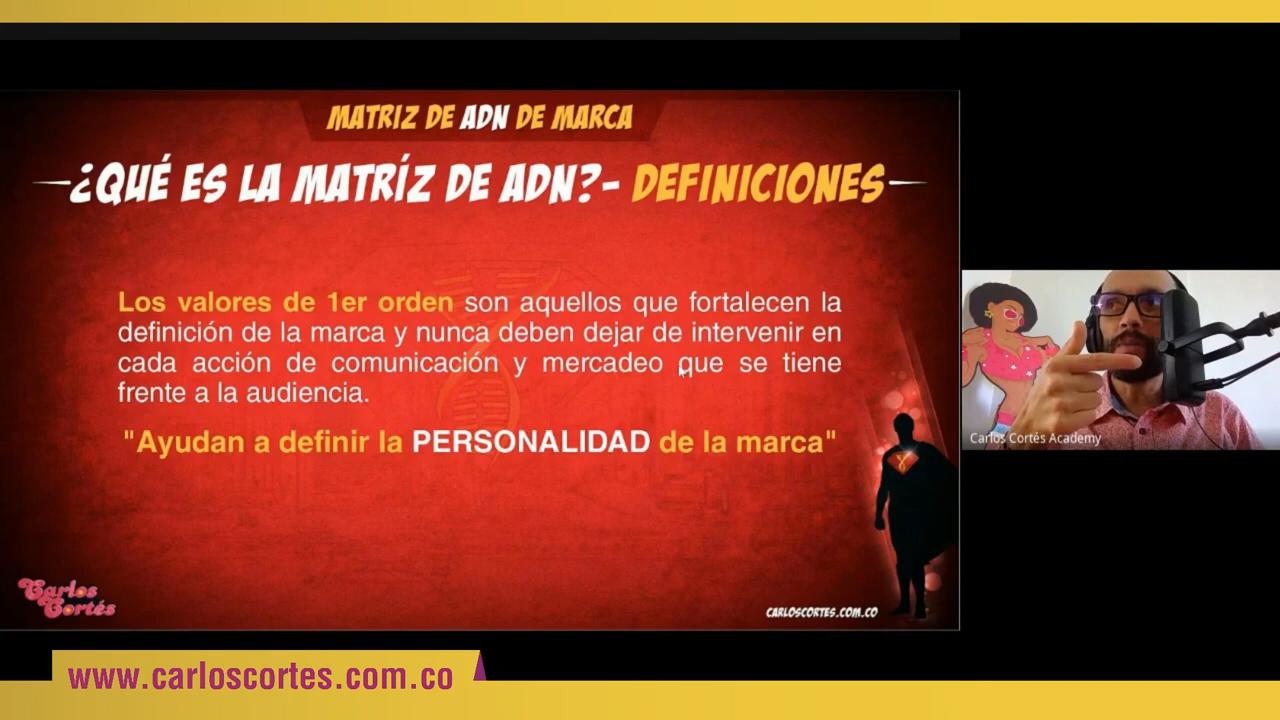 MATRIZ DE ADN DE MARCA
¿QUÉ ES LA MATRÍZ DE ADN?- DEFINICIONES
Los valores de 1er orden son aquellos que fortalecen la
definición de la marca y nunca deben dejar de intervenir en
cada acción de comunicación y mercadeo que se tiene
frente a la audiencia.
"Ayudan a definir la PERSONALIDAD de la marca"
Carlos Cortés Academy
Carlos
Cortés
CARLOSCORTES.COM.CO
www.carloscortes.com.co